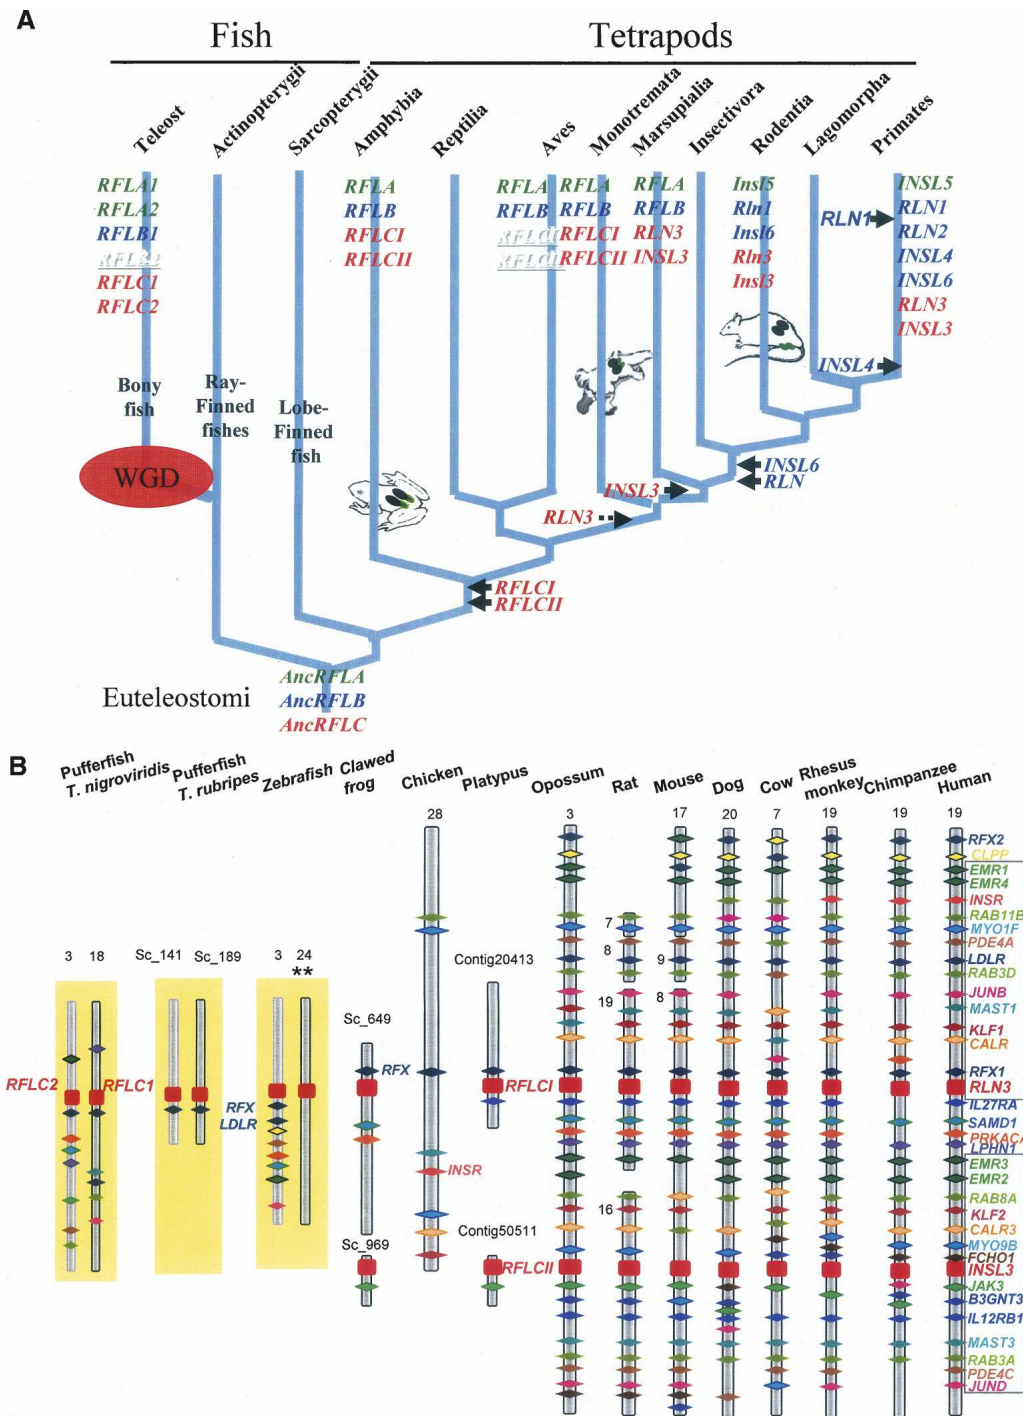 A
Fish
Tetrapods
Teleost
Actinopterygii
Sarcopterygii
Amphybia
Reptilia
Aves
Monotremata
Marsupialia
Insectivora
Rodentia
Lagomorpha
Primates
RFLA1
RFLA2
RFLB1
RFLB2
RFLC1
RFLC2
RFLA
RFLB
RFLCI
RFLCII
RFLA
RFLB
RFLCI
RFLCII
RFLA
RFLB
RFLCI
RFLCII
RFLA
RFLB
RLN3
INSL3
Insl5
Rln1
Insl6
Rln3
Insl3
RLN1
INSL5
RLN1
RLN2
INSL4
INSL6
RLN3
INSL3
Bony
fish
Ray-
Finned
fishes
Lobe-
Finned
fish
INSL4
WGD
INSL6
RLN
INSL3
RLN3
RFLCI
RFLCII
Euteleostomi
AncRFLA
AncRFLB
AncRFLC
B
Pufferfish
T. nigroviridis
Pufferfish
T. rubripes
Zebrafish
Clawed
frog
Chicken
Platypus
Opossum
Rat
Mouse
Dog
Cow
Rhesus
monkey
Chimpanzee
Human
28
3
17
20
7
19
19
19
3
18
Sc_141
Sc_189
3
24
**
Sc_649
Sc_969
Contig20413
Contig50511
7
8
19
16
9
8
RFLC2
RFLC1
RFX
LDLR
RFX
INSR
RFLCI
RFLCII
RFX2
CLPP
EMR1
EMR4
INSR
RAB11B
MYO1F
PDE4A
LDLR
RAB3D
JUNB
MAST1
KLF1
CALR
RFX1
RLN3
IL27RA
SAMD1
PRKACA
LPHN1
EMR3
EMR2
RAB8A
KLF2
CALR3
MYO9B
FCHO1
INSL3
JAK3
B3GNT3
IL12RB1
MAST3
RAB3A
PDE4C
JUND